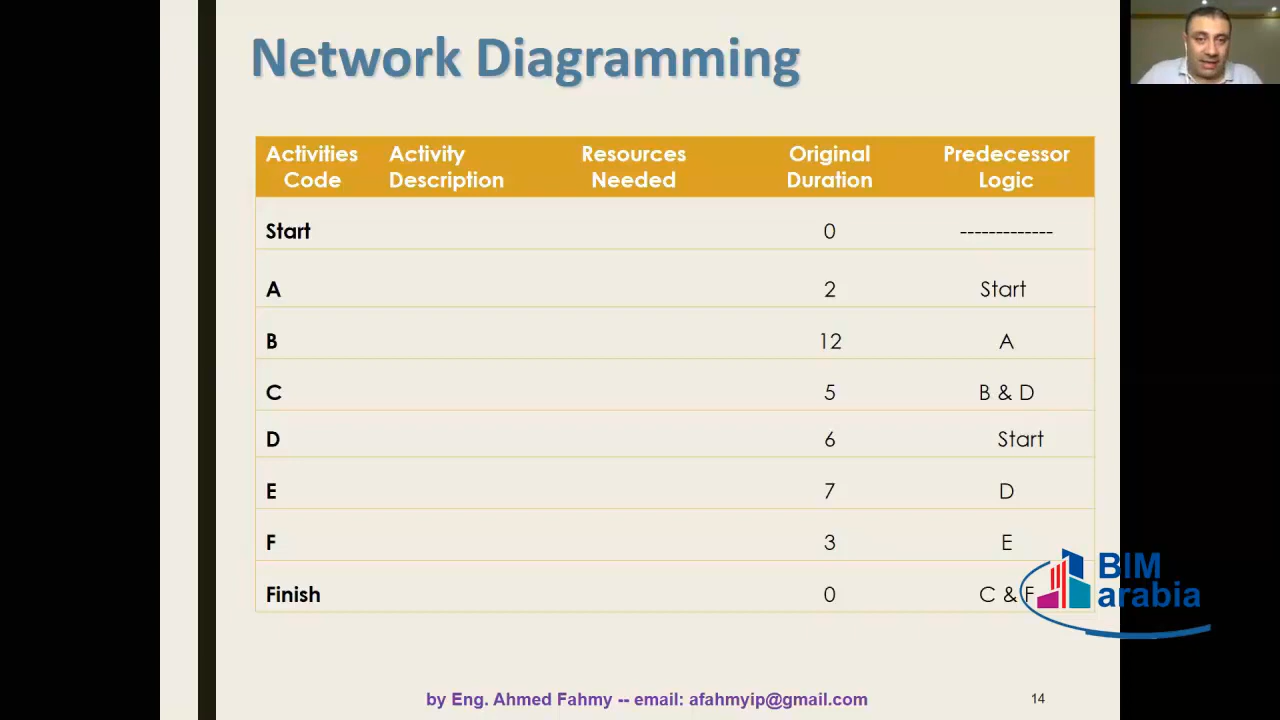 Network Diagramming
Activities Code Activity Description Resources Needed Original Duration Predecessor Logic
Start 0 -------------
A 2 Start
B 12 A
C 5 B & D
D 6 Start
E 7 D
F 3 E
Finish 0 C & F
BIM
arabia
by Eng. Ahmed Fahmy -- email: afahmyip@gmail.com
14